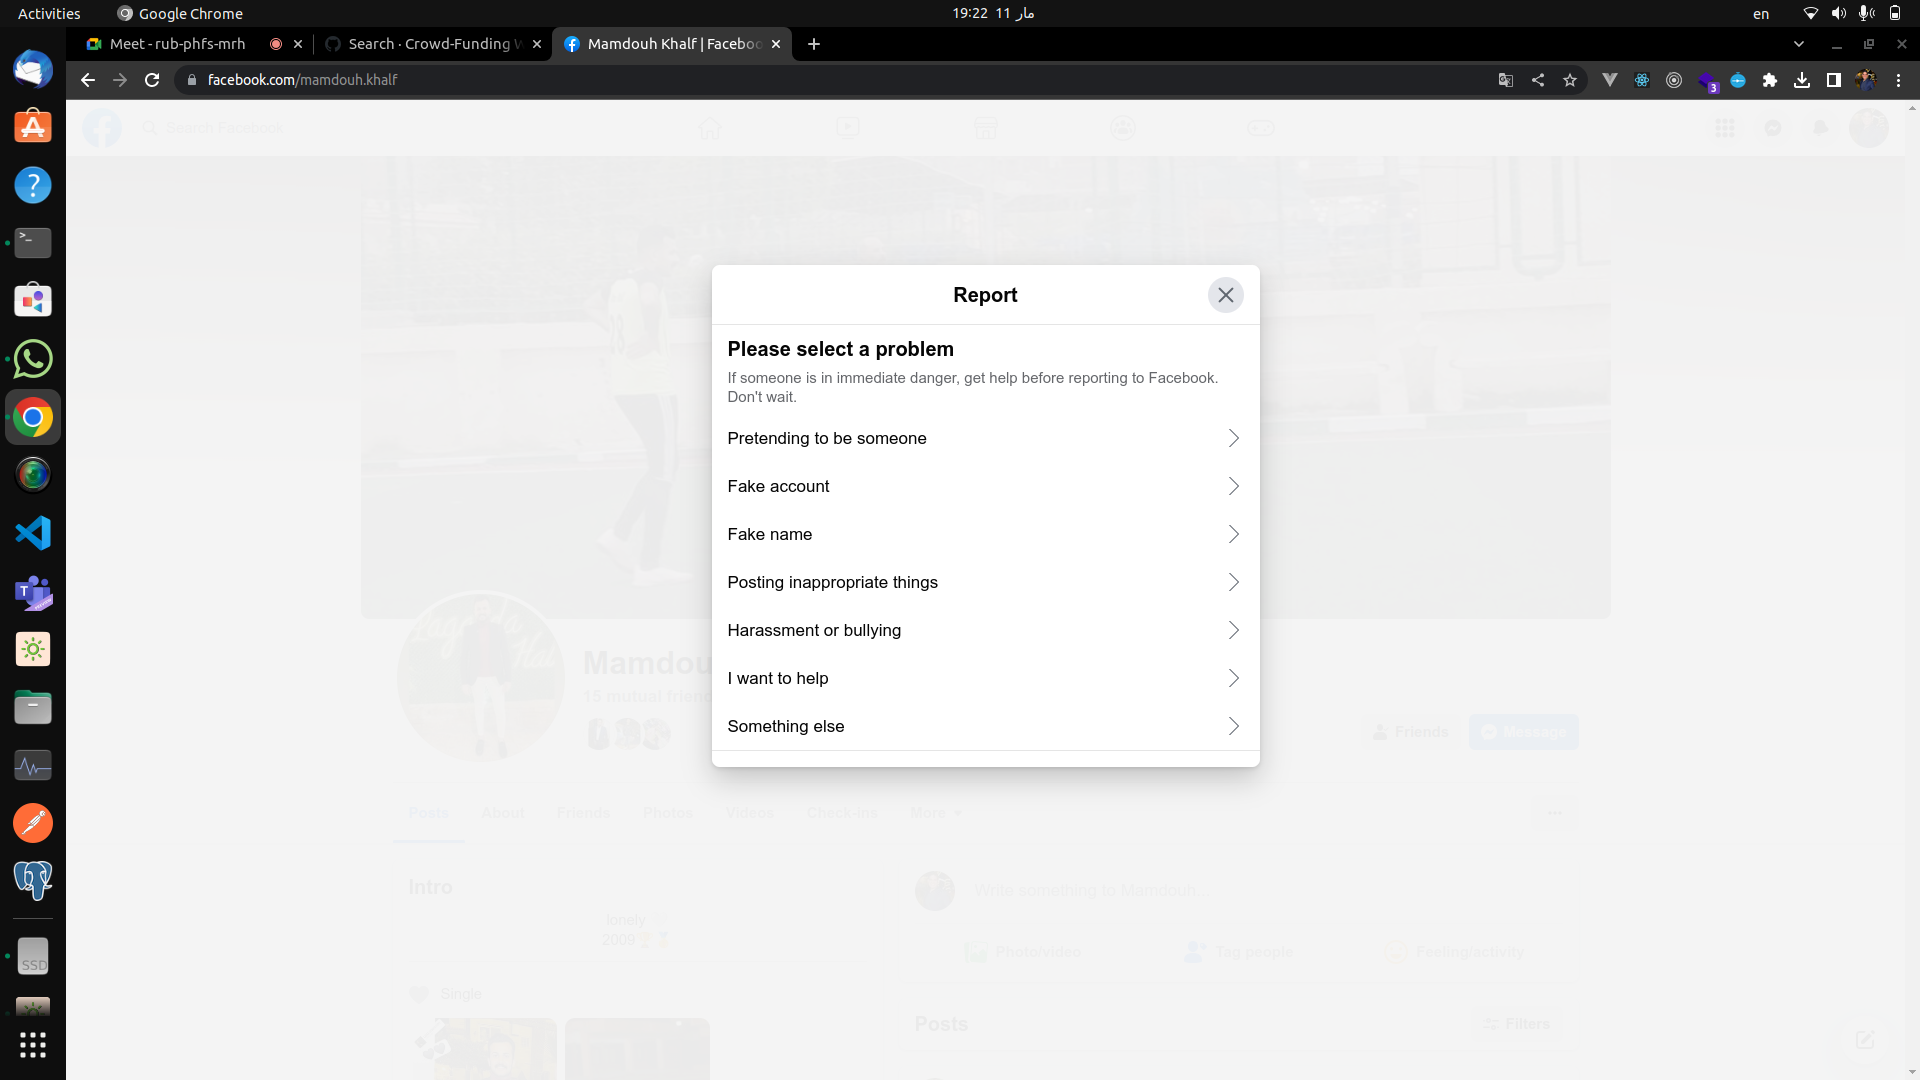 Activities
Google Chrome
19:22 11 مار
en
Meet - rub-phfs-mrh
Search · Crowd-Funding W
Mamdouh Khalf | Faceboo
facebook.com/mamdouh.khalf
3
Search Facebook
Report
Please select a problem
If someone is in immediate danger, get help before reporting to Facebook.
Don't wait.
Pretending to be someone
Fake account
Fake name
Posting inappropriate things
Harassment or bullying
I want to help
Something else
Mamdou
15 mutual friend
Friends
Message
Posts
About
Friends
Photos
Videos
Check-ins
More
Intro
lonely
2009
Single
Write something to Mamdouh...
Photo/video
Tag people
Feeling/activity
Posts
Filters
SSD